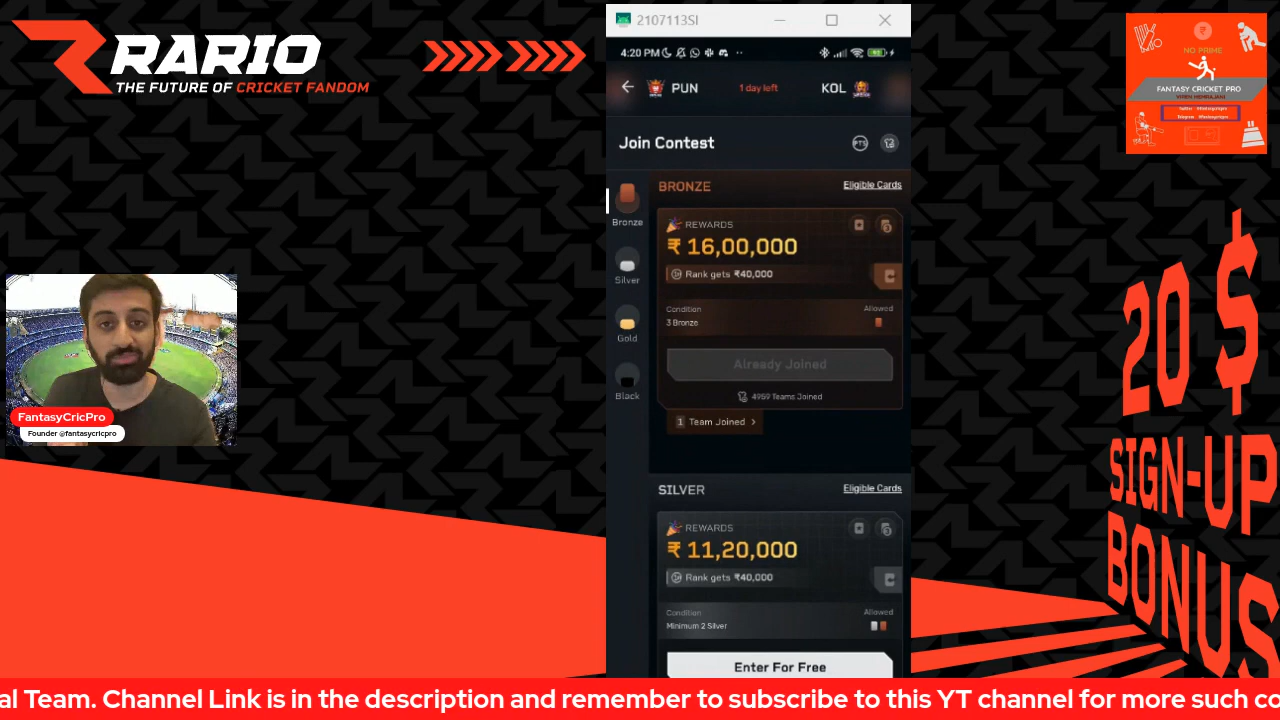 RARIO
THE FUTURE OF CRICKET FANDOM
2107113SI
4:20 PM
PUN
1 day left
KOL
Join Contest
PTS
Bronze
Silver
Gold
Black
BRONZE
Eligible Cards
REWARDS
₹ 16,00,000
Rank gets ₹40,000
Condition
Allowed
3 Bronze
Already Joined
4959 Teams Joined
1 Team Joined >
SILVER
Eligible Cards
REWARDS
₹ 11,20,000
Rank gets ₹40,000
Condition
Allowed
Minimum 2 Silver
Enter For Free
FantasyCricPro
Founder @fantasycricpro
NO PRIME
FANTASY CRICKET PRO
20 $
SIGN-UP
BONUS
al Team. Channel Link is in the description and remember to subscribe to this YT channel for more such co